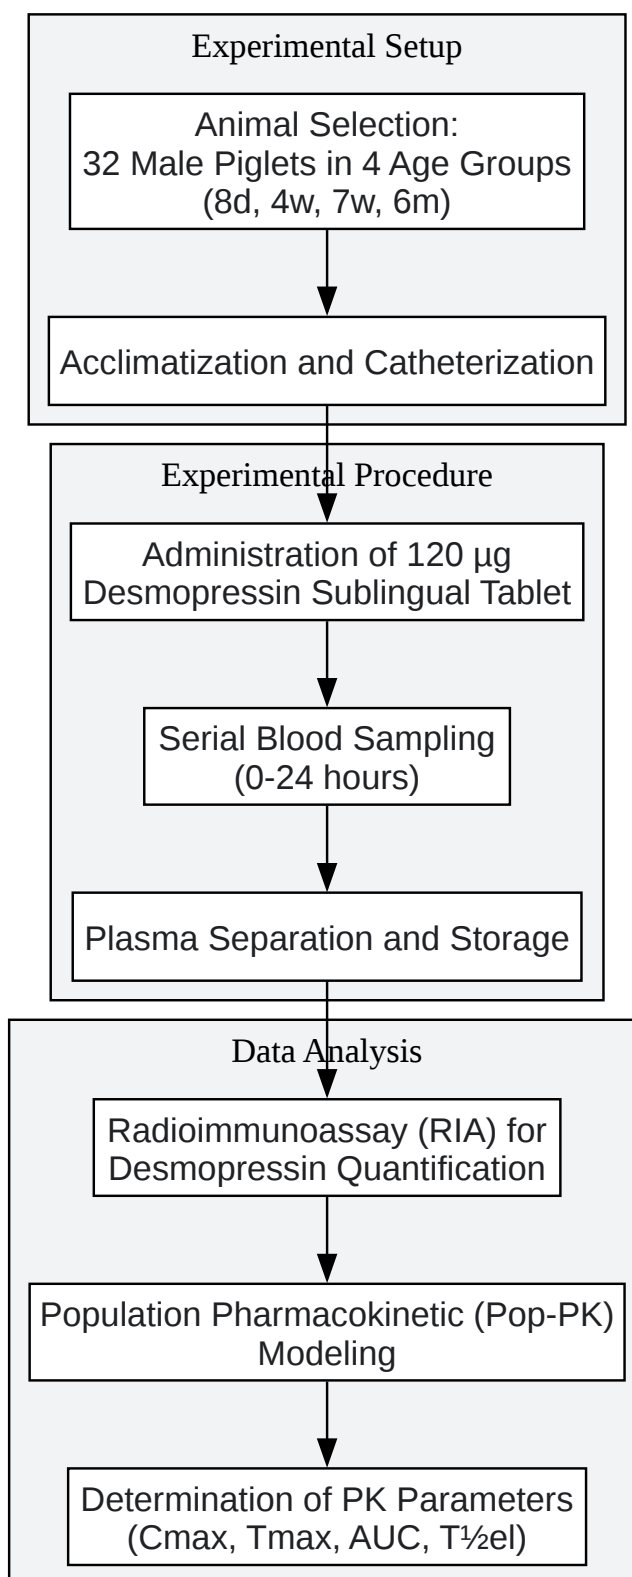 Experimental Setup
Animal Selection:
32 Male Piglets in 4 Age Groups
(8d, 4w, 7w, 6m)
Acclimatization and Catheterization
Experimental Procedure
Administration of 120 µg
Desmopressin Sublingual Tablet
Serial Blood Sampling
(0-24 hours)
Plasma Separation and Storage
Data Analysis
Radioimmunoassay (RIA) for
Desmopressin Quantification
Population Pharmacokinetic (Pop-PK)
Modeling
Determination of PK Parameters
(Cmax, Tmax, AUC, T½el)